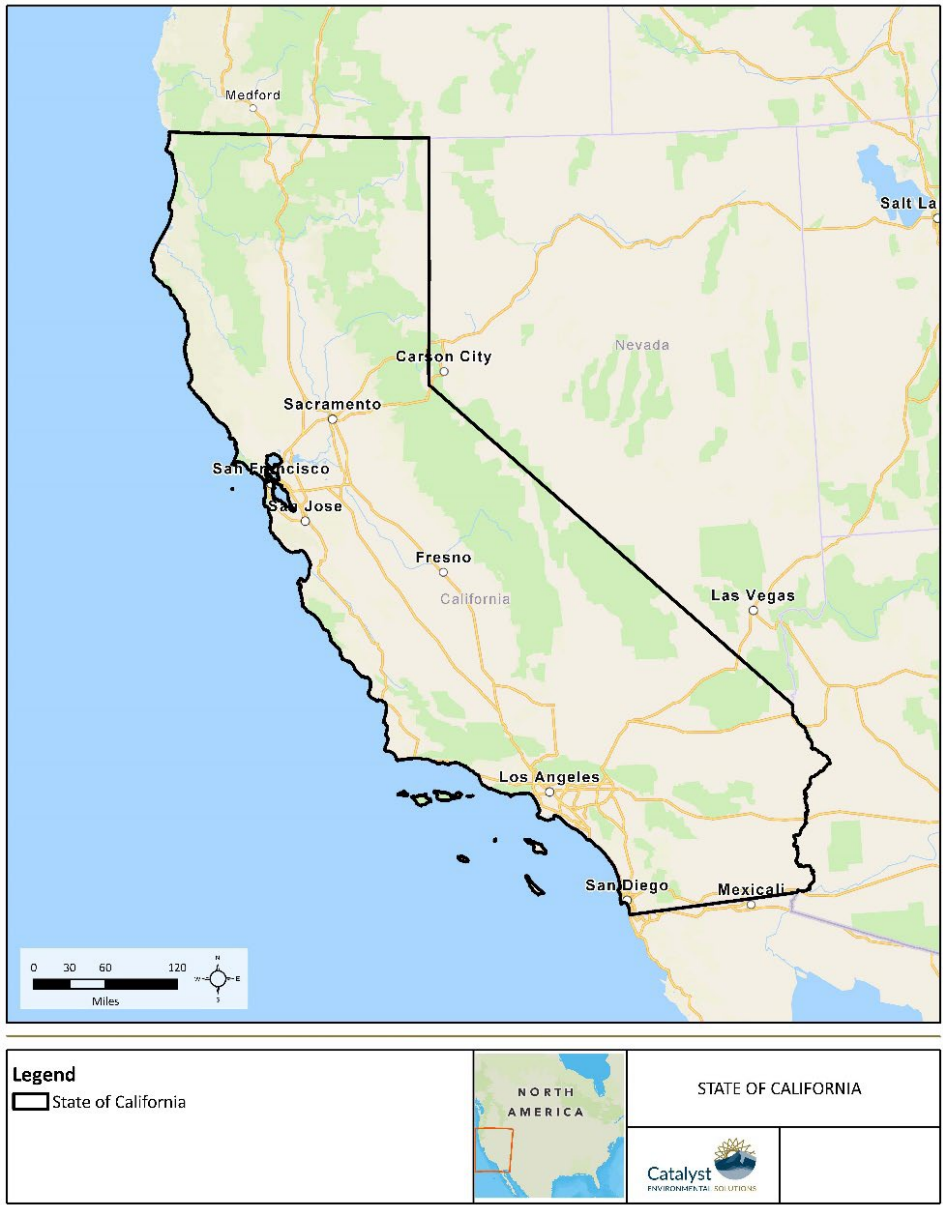 Medford
Salt La
Nevada
Carson City
Sacramento
San Francisco
San Jose
Fresno
California
Las Vegas
Los Angeles
San Diego
Mexicali
0 30 60 120
Miles
N
W E
S
Legend
State of California
NORTH
AMERICA
STATE OF CALIFORNIA
Catalyst
ENVIRONMENTAL SOLUTIONS